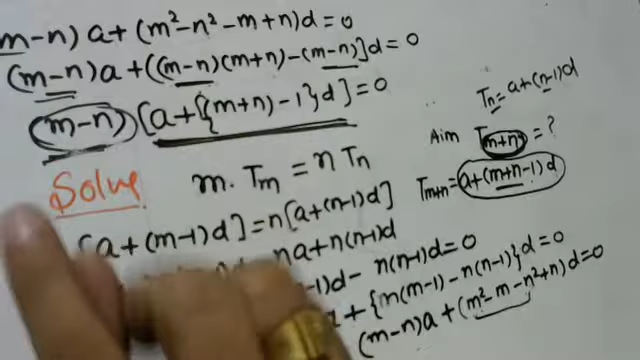 m-n) a + (m²-n²-m+n)d = 0
(m-n)a + ((m-n)(m+n) - (m-n)]d = 0
(m-n) [a + {(m+n) - 1}d] = 0
Tn = a + (n-1)d
Aim Tm+n = ?
Tm+n = a + (m+n-1)d
Solve
m. Tm = n Tn
[a + (m-1)d] = n[a + (n-1)d]
na + n(n-1)d
-1)d - n(n-1)d = 0
+ {n(m-1) - n(n-1)}d = 0
(m-n)a + (m²-m-n²+n)d = 0